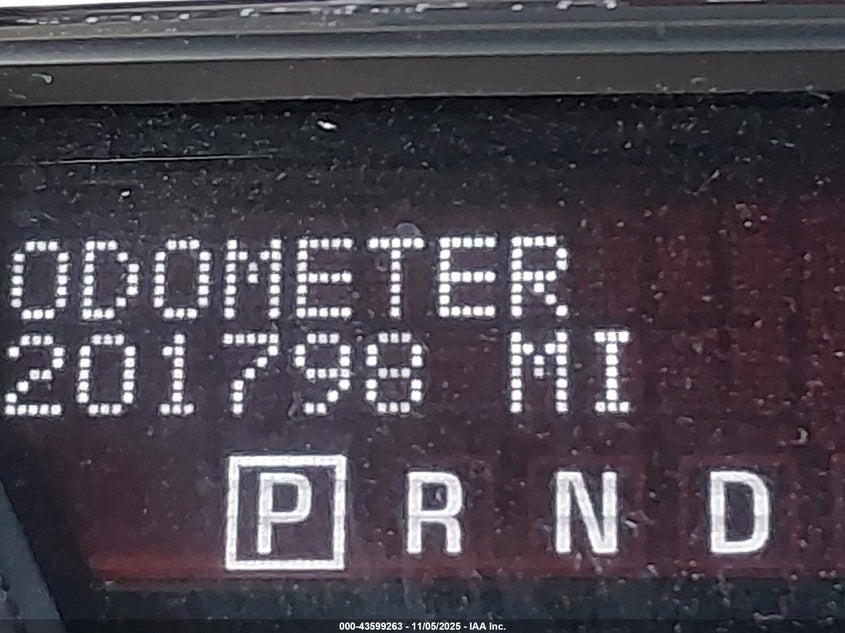 ODOMETER
201798 MI
P R N D
000-43599263 - 11/05/2025 - IAA Inc.